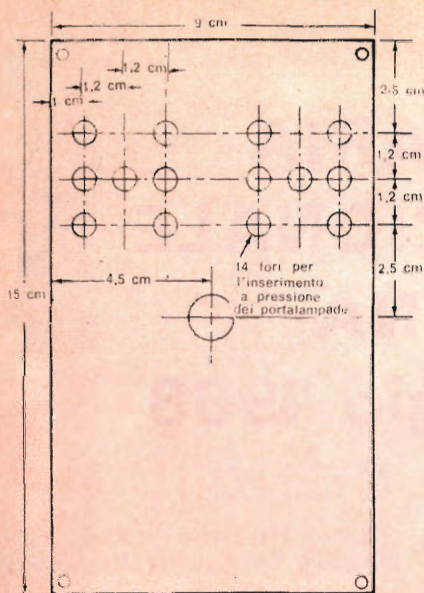 9 cm
1,2 cm
1,2 cm
1 cm
2,5 cm
1,2 cm
1,2 cm
2,5 cm
4,5 cm
15 cm
14 fori per
l'inserimento
a pressione
dei portalampade